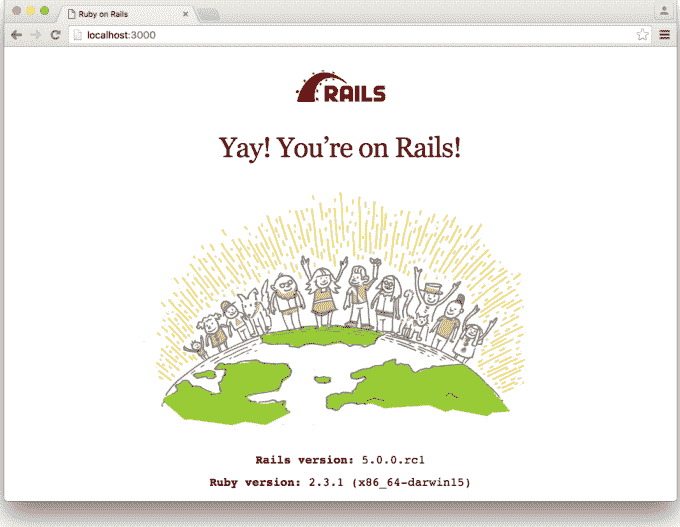 Ruby on Rails
localhost:3000
RAILS
Yay! You're on Rails!
Rails version: 5.0.0.rc1
Ruby version: 2.3.1 (x86_64-darwin15)